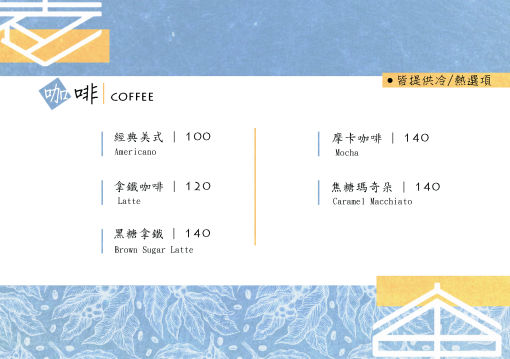 ●皆提供冷/熱選項
咖啡 COFFEE
經典美式 | 100
Americano
拿鐵咖啡 | 120
Latte
黑糖拿鐵 | 140
Brown Sugar Latte
摩卡咖啡 | 140
Mocha
焦糖瑪奇朵 | 140
Caramel Macchiato